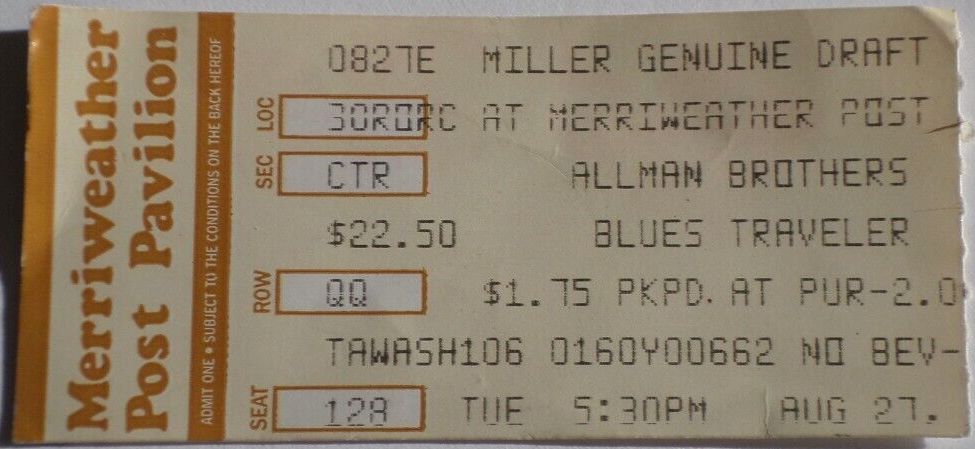 Merriweather
Post Pavilion
ADMIT ONE • SUBJECT TO THE CONDITIONS ON THE BACK HEREOF
0827E MILLER GENUINE DRAFT
LOC 30RORC AT MERRIWEATHER POST
SEC CTR ALLMAN BROTHERS
$22.50 BLUES TRAVELER
ROW QQ $1.75 PKPD. AT PUR-2.0
TAWASH106 0160Y00662 NO BEV-
SEAT 128 TUE 5:30PM AUG 27.